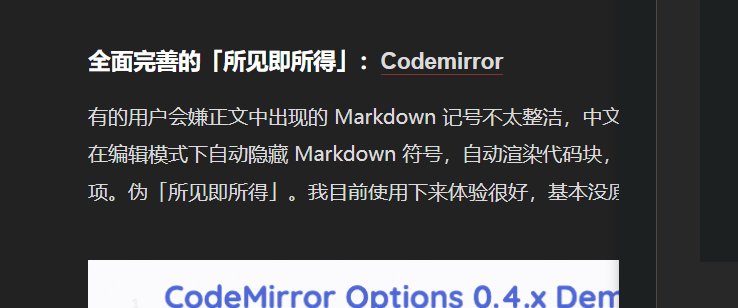 全面完善的「所见即所得」：Codemirror
有的用户会嫌正文中出现的 Markdown 记号不太整洁，中文
在编辑模式下自动隐藏 Markdown 符号，自动渲染代码块，
项。伪「所见即所得」。我目前使用下来体验很好，基本没
CodeMirror Options 0.4.x Dem